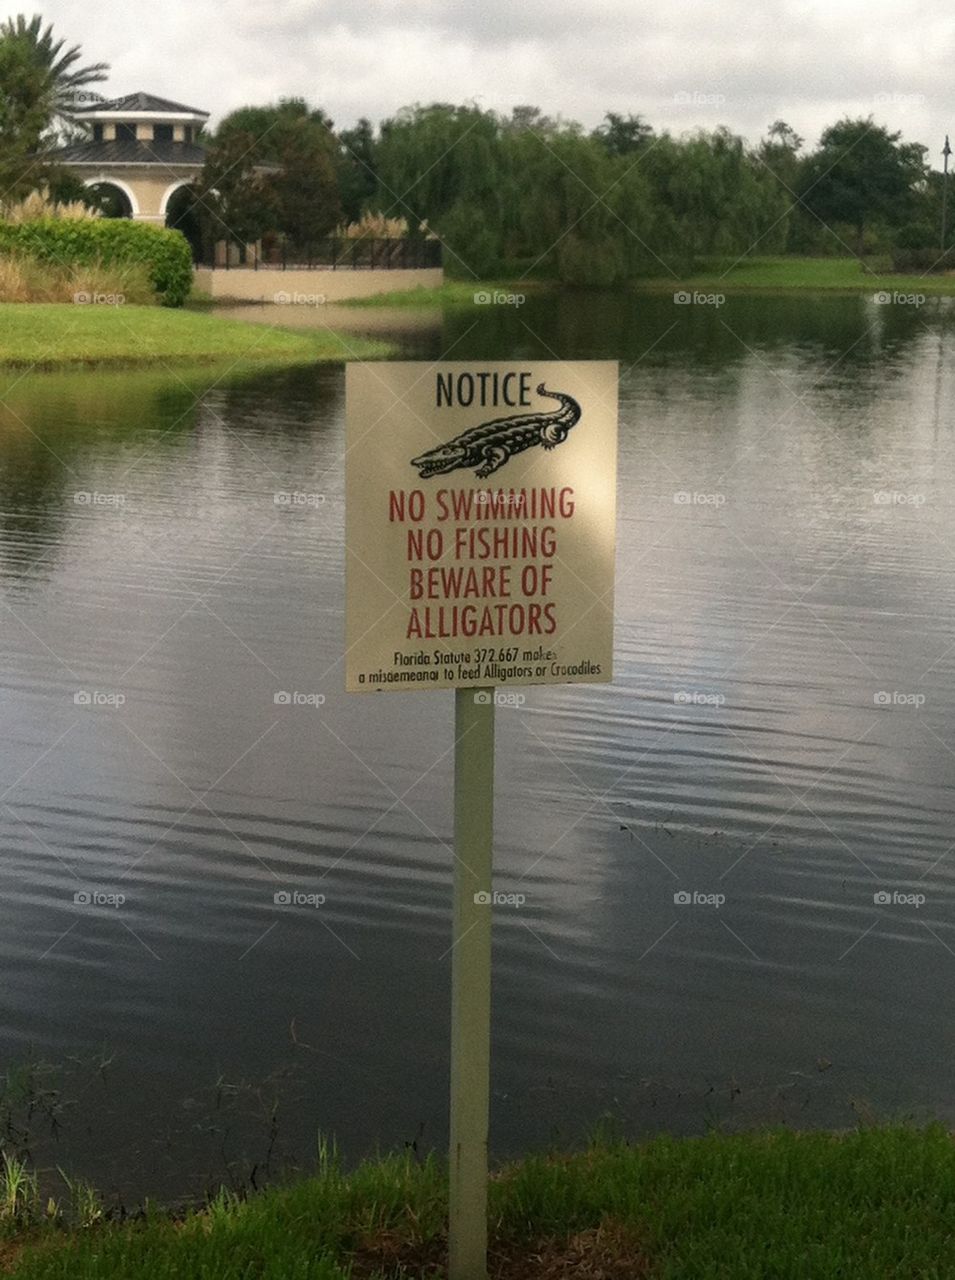 NOTICE
NO SWIMMING
NO FISHING
BEWARE OF
ALLIGATORS
Florida Statute 372.667 makes
a misdemeanor to feed Alligators or Crocodiles
foap